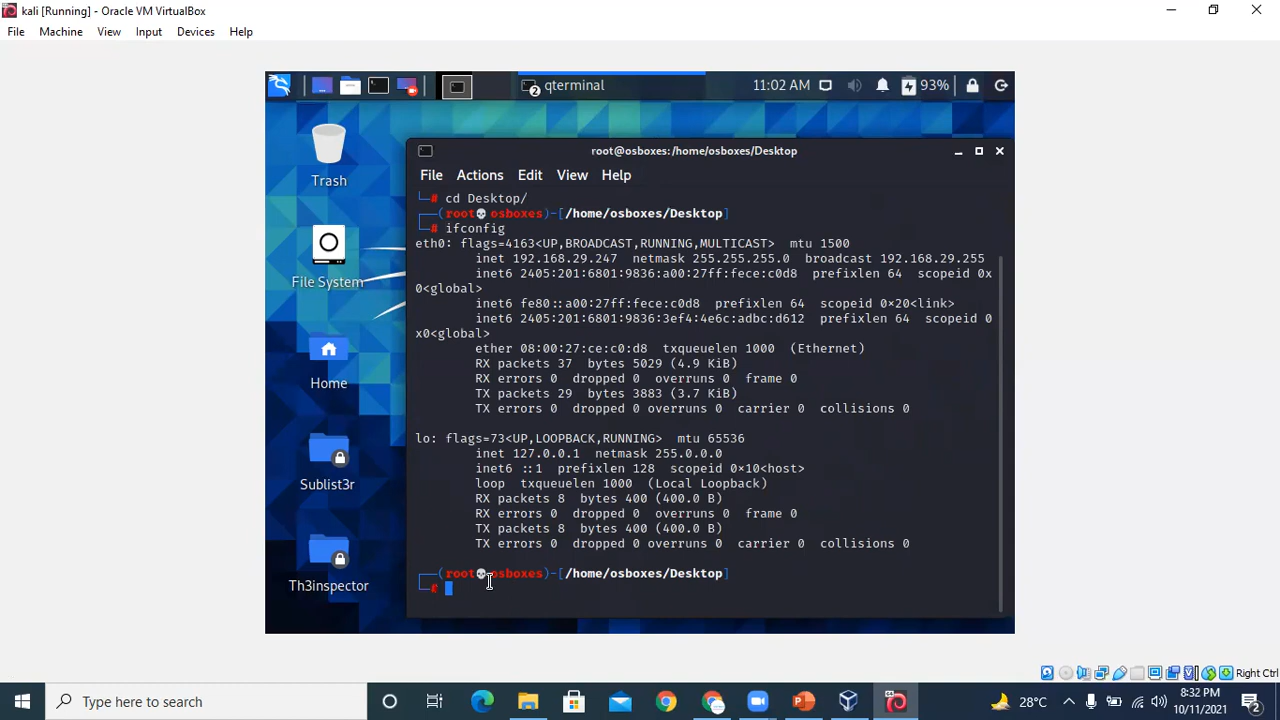 kali [Running] - Oracle VM VirtualBox
File Machine View Input Devices Help
2 qterminal 11:02 AM 93%
Trash
File System
Home
Sublist3r
Th3inspector
root@osboxes:/home/osboxes/Desktop
File Actions Edit View Help
└─# cd Desktop/
┌──(root💀osboxes)-[/home/osboxes/Desktop]
└─# ifconfig
eth0: flags=4163<UP,BROADCAST,RUNNING,MULTICAST> mtu 1500
inet 192.168.29.247 netmask 255.255.255.0 broadcast 192.168.29.255
inet6 2405:201:6801:9836:a00:27ff:fece:c0d8 prefixlen 64 scopeid 0x
0<global>
inet6 fe80::a00:27ff:fece:c0d8 prefixlen 64 scopeid 0×20<link>
inet6 2405:201:6801:9836:3ef4:4e6c:adbc:d612 prefixlen 64 scopeid 0
x0<global>
ether 08:00:27:ce:c0:d8 txqueuelen 1000 (Ethernet)
RX packets 37 bytes 5029 (4.9 KiB)
RX errors 0 dropped 0 overruns 0 frame 0
TX packets 29 bytes 3883 (3.7 KiB)
TX errors 0 dropped 0 overruns 0 carrier 0 collisions 0
lo: flags=73<UP,LOOPBACK,RUNNING> mtu 65536
inet 127.0.0.1 netmask 255.0.0.0
inet6 ::1 prefixlen 128 scopeid 0×10<host>
loop txqueuelen 1000 (Local Loopback)
RX packets 8 bytes 400 (400.0 B)
RX errors 0 dropped 0 overruns 0 frame 0
TX packets 8 bytes 400 (400.0 B)
TX errors 0 dropped 0 overruns 0 carrier 0 collisions 0
┌──(root💀osboxes)-[/home/osboxes/Desktop]
└─#
Right Ctrl
Type here to search
28°C
8:32 PM
10/11/2021
2